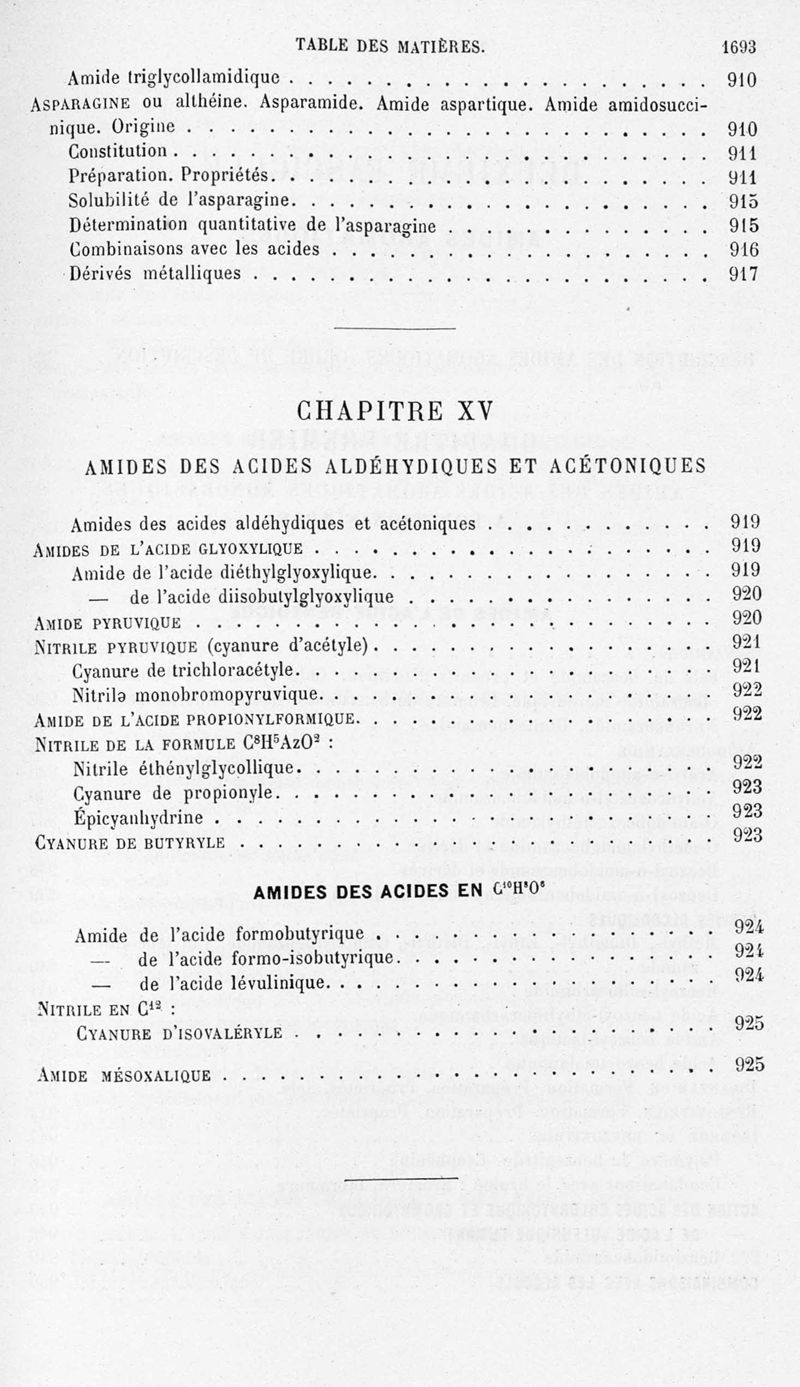 TABLE DES MATIÈRES. 1693
Amide triglycollamidique . . . . . . . . . . . . . . . . . . . . . . 910
ASPARAGINE ou althéine. Asparamide. Amide aspartique. Amide amidosucci-
nique. Origine . . . . . . . . . . . . . . . . . . . . . . . . . . . 910
Constitution . . . . . . . . . . . . . . . . . . . . . . . . . . . . 911
Préparation. Propriétés. . . . . . . . . . . . . . . . . . . . . . . 911
Solubilité de l'asparagine. . . . . . . . . . . . . . . . . . . . . . 915
Détermination quantitative de l'asparagine . . . . . . . . . . . . . . 915
Combinaisons avec les acides . . . . . . . . . . . . . . . . . . . . 916
Dérivés métalliques . . . . . . . . . . . . . . . . . . . . . . . . 917
CHAPITRE XV
AMIDES DES ACIDES ALDÉHYDIQUES ET ACÉTONIQUES
Amides des acides aldéhydiques et acétoniques . . . . . . . . . . . . 919
AMIDES DE L'ACIDE GLYOXYLIQUE . . . . . . . . . . . . . . . . . . . . . 919
Amide de l'acide diéthylglyoxylique. . . . . . . . . . . . . . . . . . 919
— de l'acide diisobutylglyoxylique . . . . . . . . . . . . . . . . 920
AMIDE PYRUVIQUE . . . . . . . . . . . . . . . . . . . . . . . . . . . 920
NITRILE PYRUVIQUE (cyanure d'acétyle) . . . . . . . . . . . . . . . . . . 921
Cyanure de trichloracétyle. . . . . . . . . . . . . . . . . . . . . . 921
Nitrile monobromopyruvique. . . . . . . . . . . . . . . . . . . . . 922
AMIDE DE L'ACIDE PROPIONYLFORMIQUE. . . . . . . . . . . . . . . . . . . 922
NITRILE DE LA FORMULE C⁸H⁵AzO² :
Nitrile éthénylglycollique. . . . . . . . . . . . . . . . . . . . . . 922
Cyanure de propionyle. . . . . . . . . . . . . . . . . . . . . . . 923
Épicyanhydrine . . . . . . . . . . . . . . . . . . . . . . . . . . 923
CYANURE DE BUTYRYLE . . . . . . . . . . . . . . . . . . . . . . . . . 923
AMIDES DES ACIDES EN C¹⁰H⁸O⁶
Amide de l'acide formobutyrique . . . . . . . . . . . . . . . . . . 924
— de l'acide formo-isobutyrique. . . . . . . . . . . . . . . . . 924
— de l'acide lévulinique. . . . . . . . . . . . . . . . . . . . . 924
NITRILE EN C¹² :
CYANURE D'ISOVALÉRYLE . . . . . . . . . . . . . . . . . . . . . . 925
AMIDE MÉSOXALIQUE . . . . . . . . . . . . . . . . . . . . . . . . . . 925